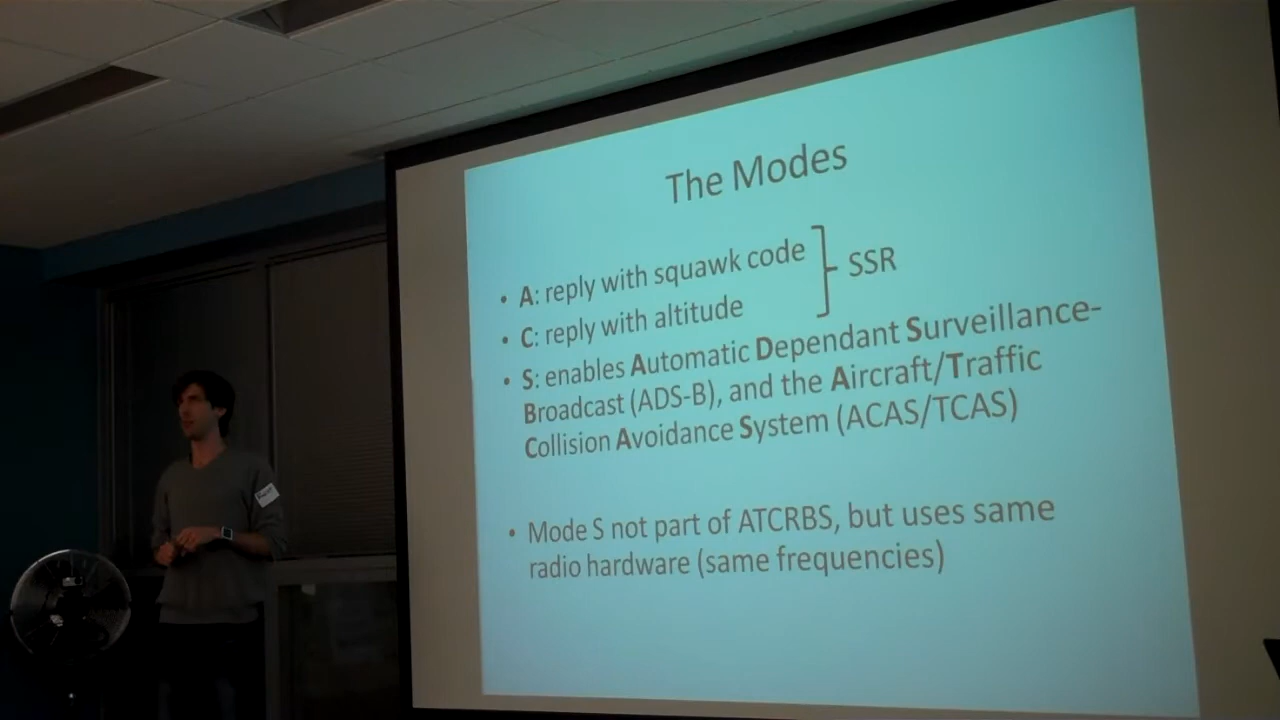 The Modes
• A: reply with squawk code
• C: reply with altitude
SSR
• S: enables Automatic Dependant Surveillance-
Broadcast (ADS-B), and the Aircraft/Traffic
Collision Avoidance System (ACAS/TCAS)
• Mode S not part of ATCRBS, but uses same
radio hardware (same frequencies)